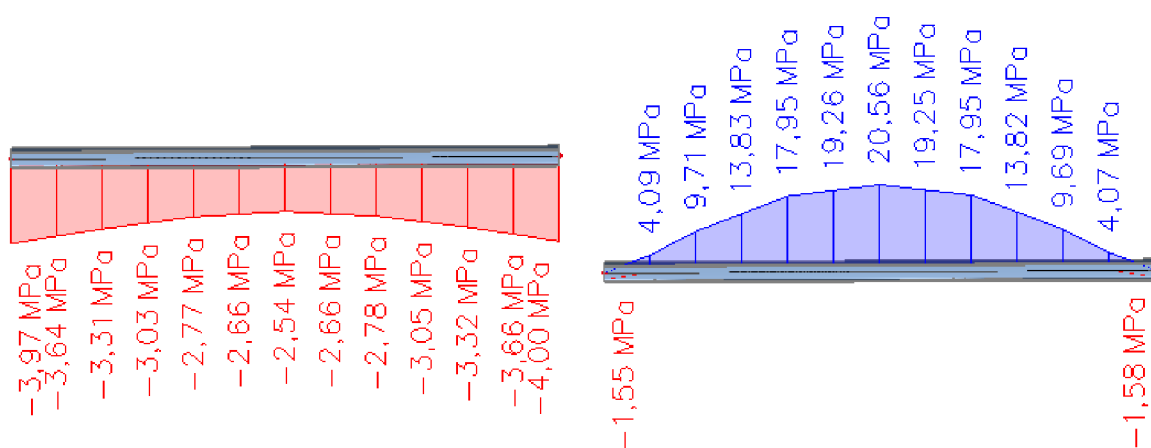 −3,97 MPa
−3,64 MPa
−3,31 MPa
−3,03 MPa
−2,77 MPa
−2,66 MPa
−2,54 MPa
−2,66 MPa
−2,78 MPa
−3,05 MPa
−3,32 MPa
−3,66 MPa
−4,00 MPa
−1,55 MPa
4,09 MPa
9,71 MPa
13,83 MPa
17,95 MPa
19,26 MPa
20,56 MPa
19,25 MPa
17,95 MPa
13,82 MPa
9,69 MPa
4,07 MPa
−1,58 MPa